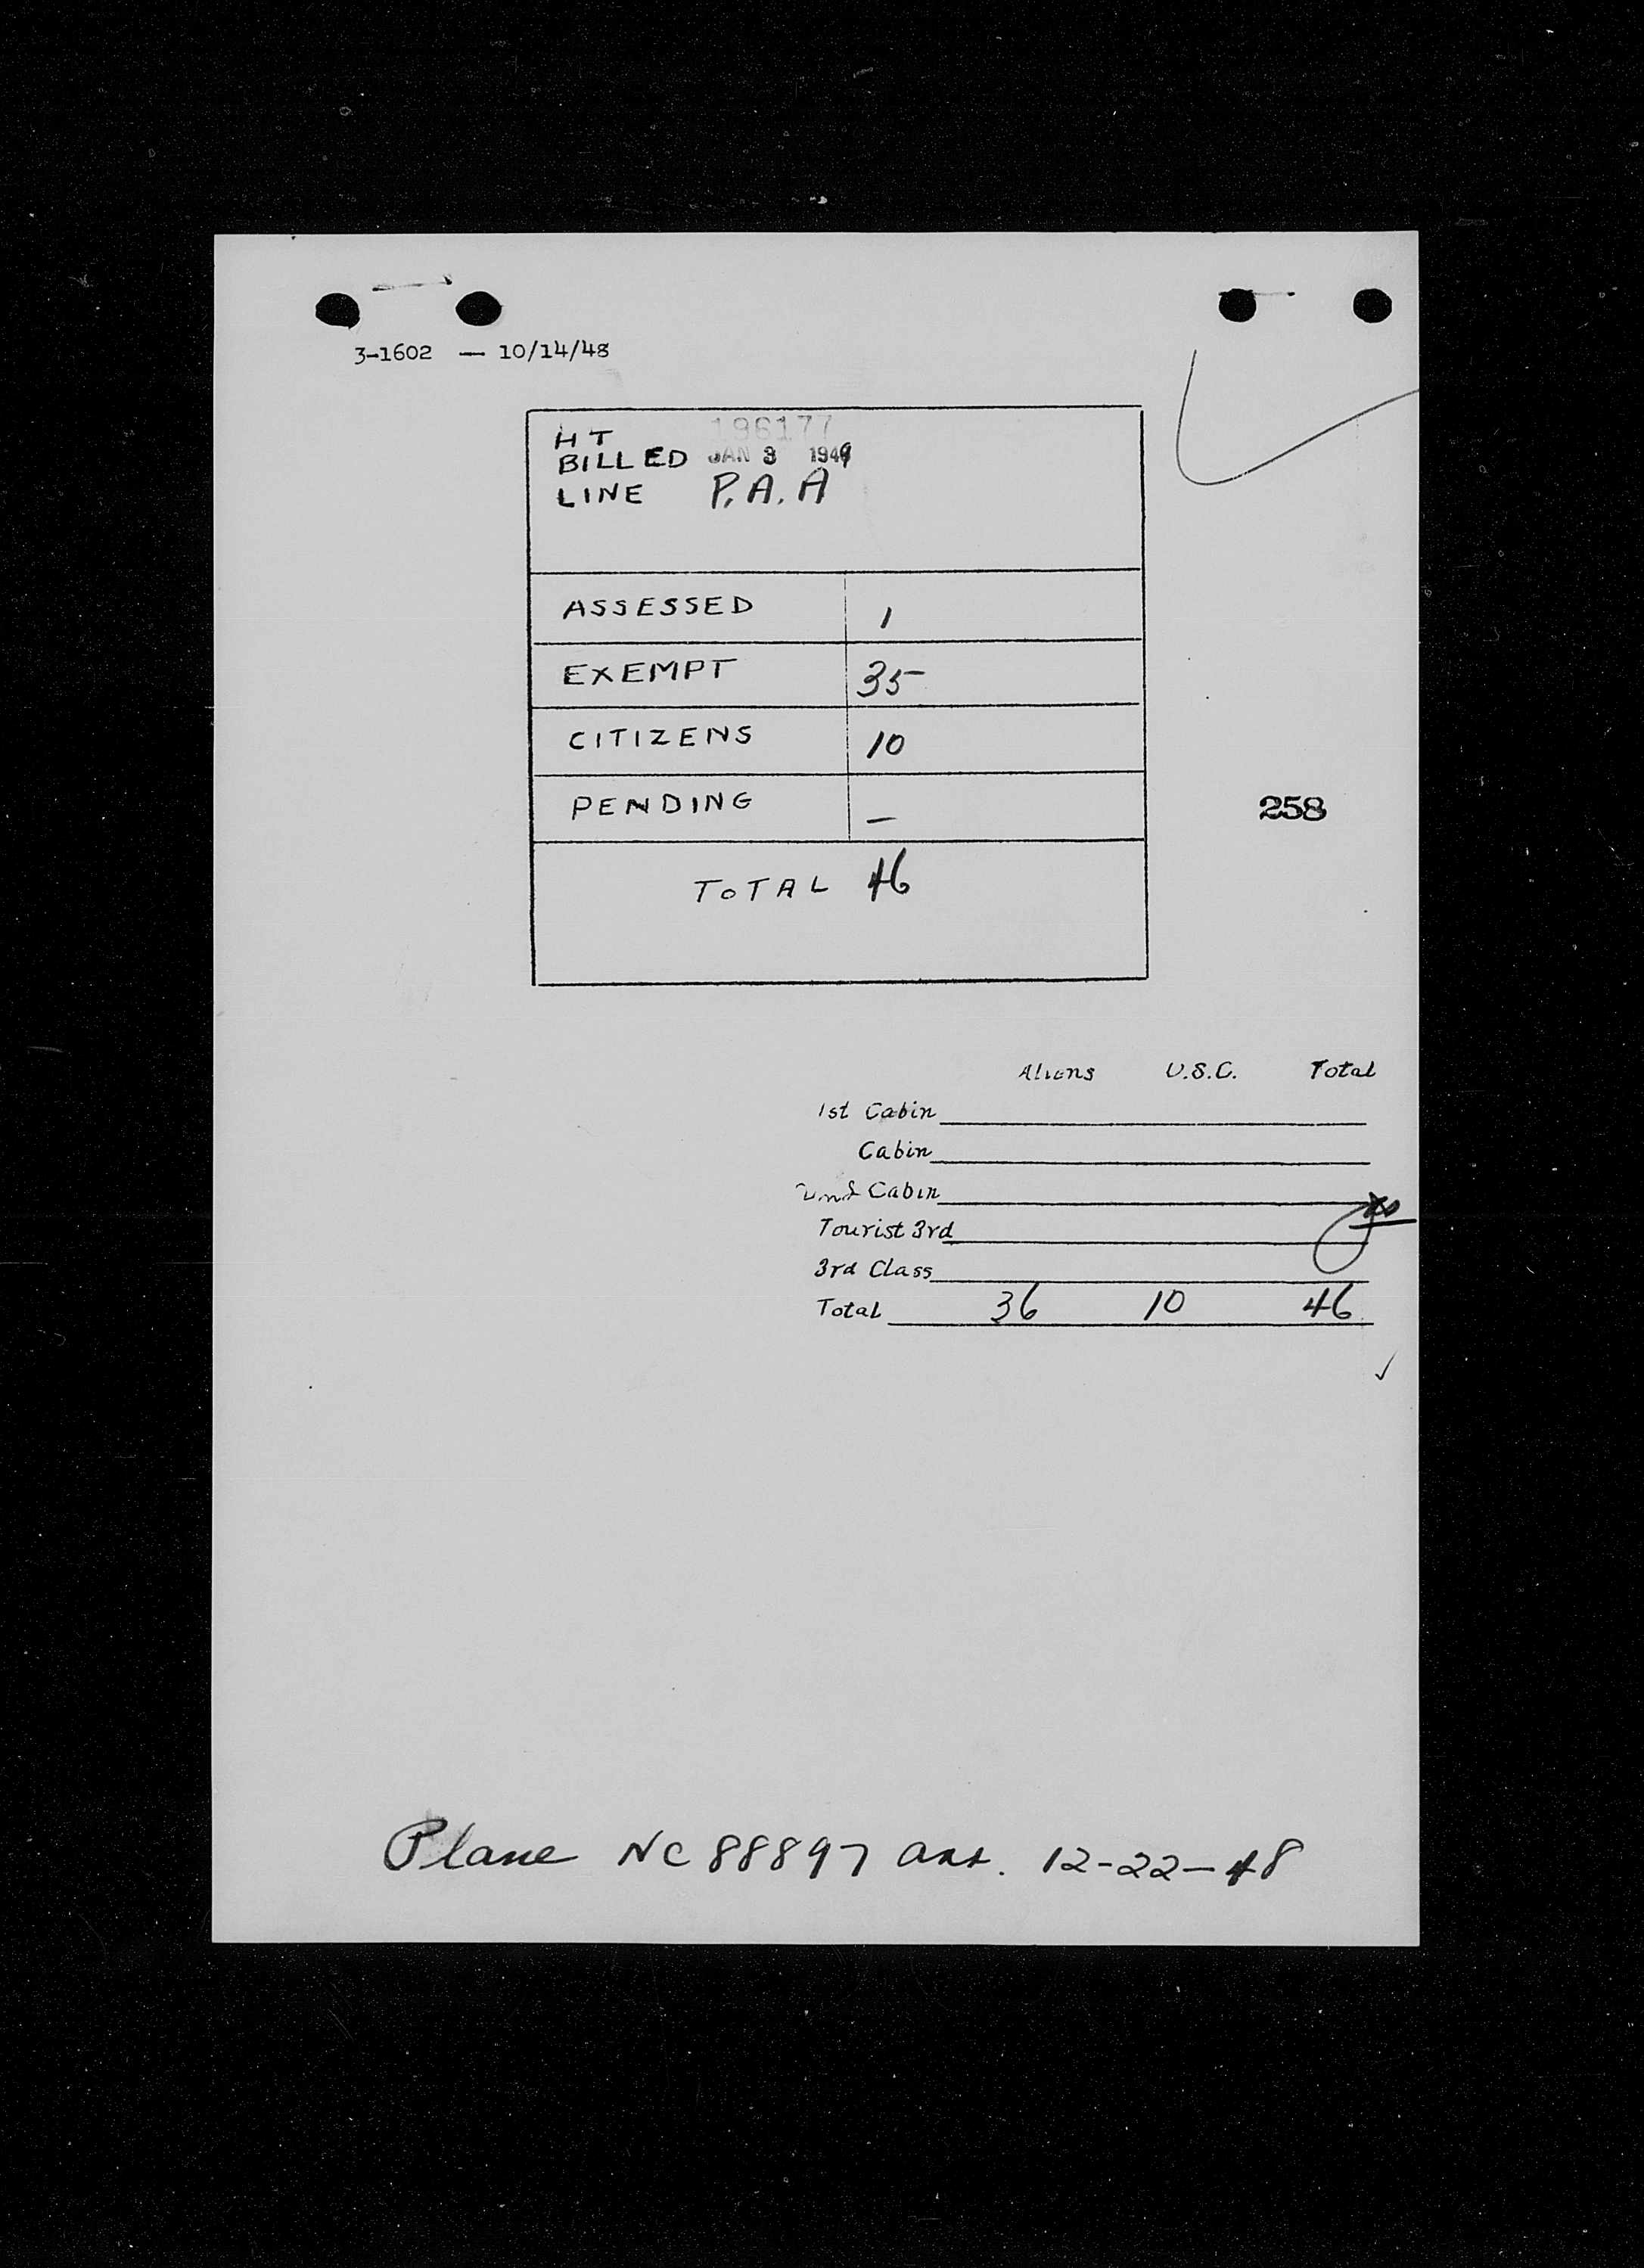 3-1602 — 10/14/48
196177
HT
BILLED JAN 3 1949
LINE P.A.A
ASSESSED 1
EXEMPT 35
CITIZENS 10
PENDING —
258
TOTAL 46
Aliens U.S.C. Total
1st Cabin
Cabin
2nd Cabin
Tourist 3rd
3rd Class
Total 36 10 46
Plane NC 88897 arr. 12-22-48